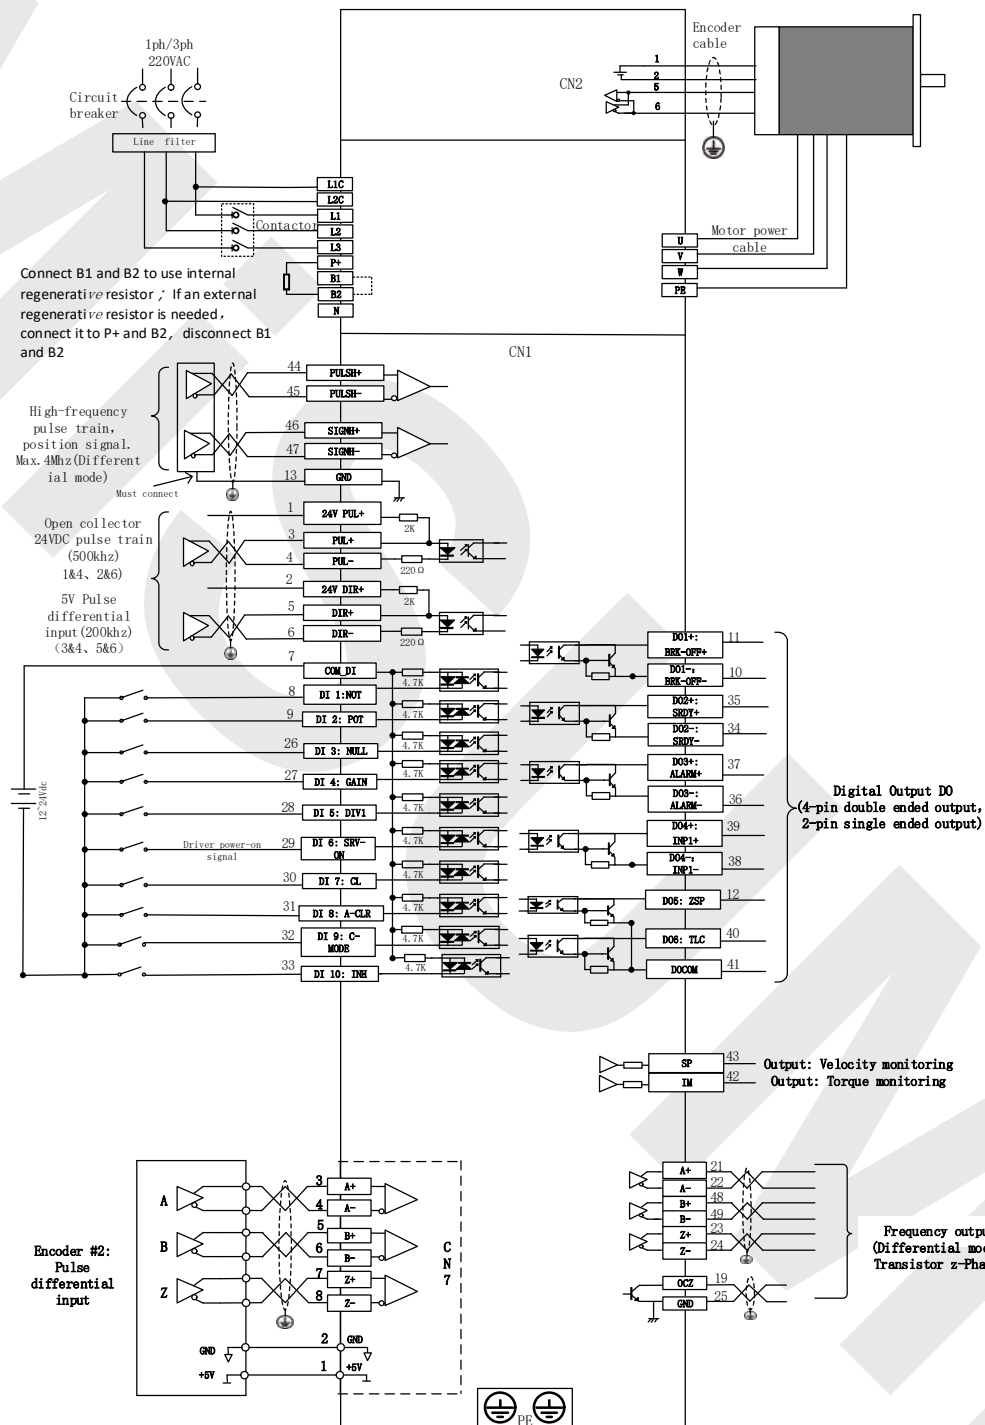 1ph/3ph
220VAC
Circuit
breaker
Line filter
Contactor
L1C
L2C
L1
L2
L3
P+
B1
B2
N
Connect B1 and B2 to use internal
regenerative resistor ; If an external
regenerative resistor is needed,
connect it to P+ and B2, disconnect B1
and B2
Encoder
cable
CN2
1
2
5
6
Motor power
cable
U
V
W
PE
CN1
High-frequency
pulse train,
position signal.
Max. 4Mhz(Different
ial mode)
Must connect
44 PULSH+
45 PULSH-
46 SIGNH+
47 SIGNH-
13 GND
Open collector
24VDC pulse train
(500khz)
1&4、2&6)
5V Pulse
differential
input(200khz)
(3&4、5&6)
1 24V PUL+
2K
3 PUL+
4 PUL-
220Ω
2 24V DIR+
2K
5 DIR+
6 DIR-
220Ω
7 COM_DI
4.7K
8 DI 1:NOT
4.7K
9 DI 2: POT
4.7K
26 DI 3: NULL
4.7K
27 DI 4: GAIN
4.7K
28 DI 5: DIV1
4.7K
Driver power-on
signal
29 DI 6: SRV-
ON
4.7K
30 DI 7: CL
4.7K
31 DI 8: A-CLR
4.7K
32 DI 9: C-
MODE
4.7K
33 DI 10: INH
12~24Vdc
DO1+:
BRK-OFF+
11
DO1-:
BRK-OFF-
10
DO2+:
SRDY+
35
DO2-:
SRDY-
34
DO3+:
ALARM+
37
DO3-:
ALARM-
36
DO4+:
INP1+
39
DO4-:
INP1-
38
DO5: ZSP 12
DO6: TLC 40
DOCOM 41
Digital Output DO
(4-pin double ended output,
2-pin single ended output)
SP 43 Output: Velocity monitoring
IM 42 Output: Torque monitoring
Encoder #2:
Pulse
differential
input
A
B
Z
3 A+
4 A-
5 B+
6 B-
7 Z+
8 Z-
C
N
7
GND 2 GND
+5V 1 +5V
A+ 21
A- 22
B+ 48
B- 49
Z+ 23
Z- 24
OCZ 19
GND 25
Frequency outpu
(Differential mo
Transistor z-Pha
PE